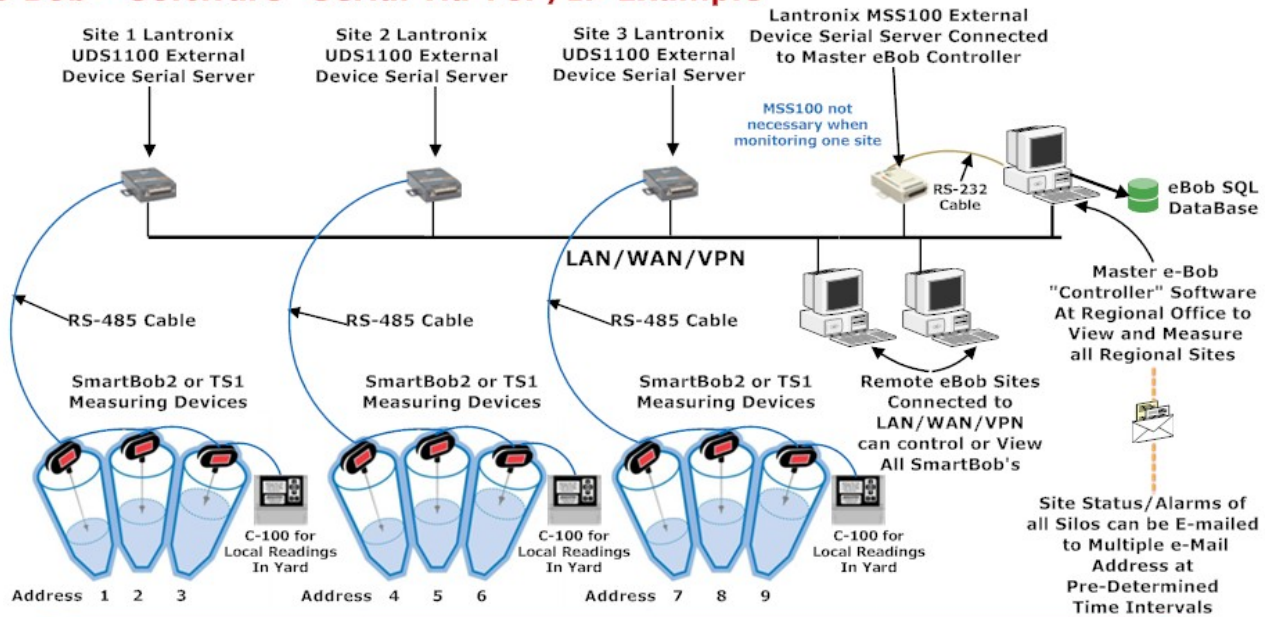 Bob" Software "Serial Via TCP/IP Example"
Site 1 Lantronix
UDS1100 External
Device Serial Server
Site 2 Lantronix
UDS1100 External
Device Serial Server
Site 3 Lantronix
UDS1100 External
Device Serial Server
Lantronix MSS100 External
Device Serial Server Connected
to Master eBob Controller
MSS100 not
necessary when
monitoring one site
RS-232
Cable
eBob SQL
DataBase
LAN/WAN/VPN
RS-485 Cable
RS-485 Cable
RS-485 Cable
Master e-Bob
"Controller" Software
At Regional Office to
View and Measure
all Regional Sites
SmartBob2 or TS1
Measuring Devices
SmartBob2 or TS1
Measuring Devices
SmartBob2 or TS1
Measuring Devices
Remote eBob Sites
Connected to
LAN/WAN/VPN
can control or View
All SmartBob's
C-100 for
Local Readings
In Yard
C-100 for
Local Readings
In Yard
C-100 for
Local Readings
In Yard
Address 1 2 3
Address 4 5 6
Address 7 8 9
Site Status/Alarms of
all Silos can be E-mailed
to Multiple e-Mail
Address at
Pre-Determined
Time Intervals